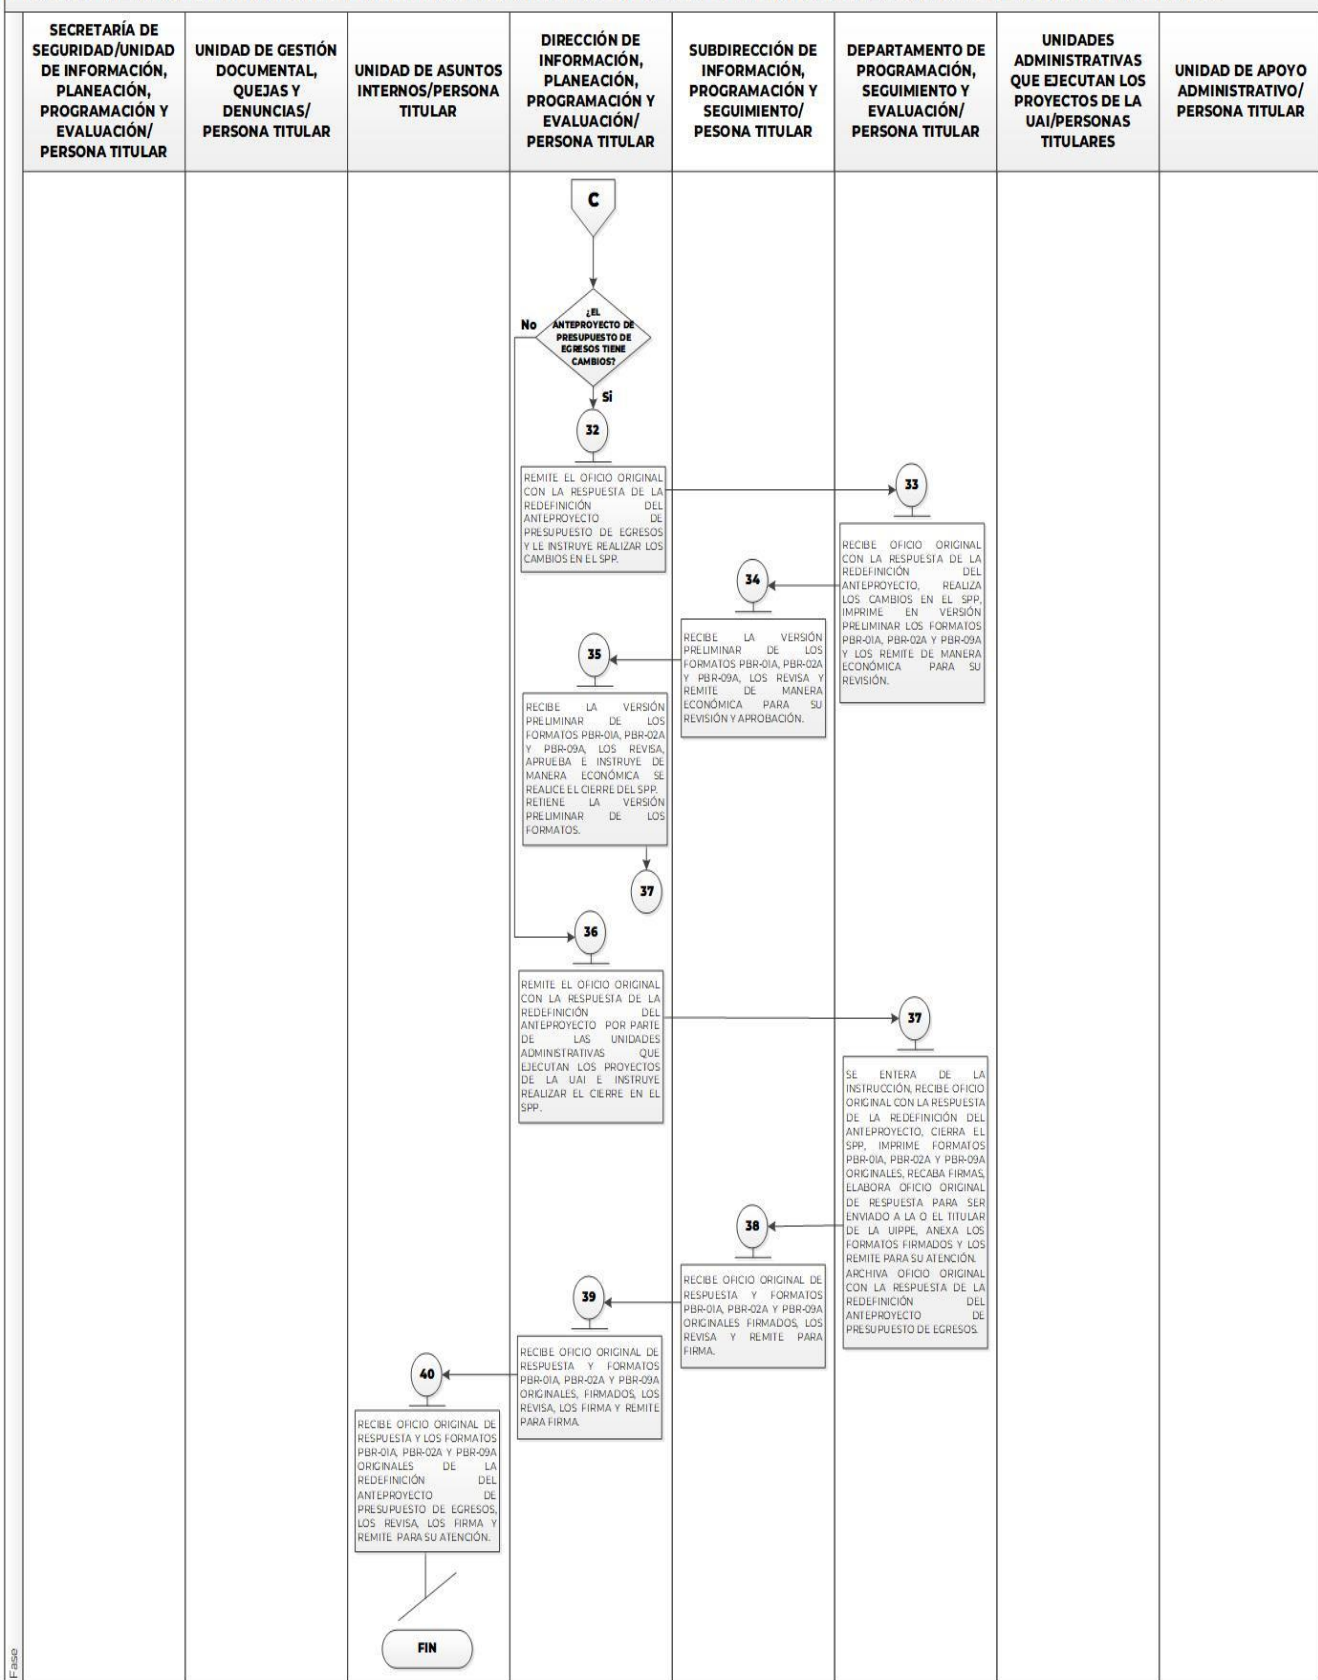 SECRETARÍA DE
SEGURIDAD/UNIDAD
DE INFORMACIÓN,
PLANEACIÓN,
PROGRAMACIÓN Y
EVALUACIÓN/
PERSONA TITULAR
UNIDAD DE GESTIÓN
DOCUMENTAL,
QUEJAS Y
DENUNCIAS/
PERSONA TITULAR
UNIDAD DE ASUNTOS
INTERNOS/PERSONA
TITULAR
DIRECCIÓN DE
INFORMACIÓN,
PLANEACIÓN,
PROGRAMACIÓN Y
EVALUACIÓN/
PERSONA TITULAR
SUBDIRECCIÓN DE
INFORMACIÓN,
PROGRAMACIÓN Y
SEGUIMIENTO/
PESONA TITULAR
DEPARTAMENTO DE
PROGRAMACIÓN,
SEGUIMIENTO Y
EVALUACIÓN/
PERSONA TITULAR
UNIDADES
ADMINISTRATIVAS
QUE EJECUTAN LOS
PROYECTOS DE LA
UAI/PERSONAS
TITULARES
UNIDAD DE APOYO
ADMINISTRATIVO/
PERSONA TITULAR
C
¿EL
ANTEPROYECTO DE
PRESUPUESTO DE
EGRESOS TIENE
CAMBIOS?
No
Si
32
REMITE EL OFICIO ORIGINAL
CON LA RESPUESTA DE LA
REDEFINICIÓN DEL
ANTEPROYECTO DE
PRESUPUESTO DE EGRESOS
Y LE INSTRUYE REALIZAR LOS
CAMBIOS EN EL SPP.
33
RECIBE OFICIO ORIGINAL
CON LA RESPUESTA DE LA
REDEFINICIÓN DEL
ANTEPROYECTO, REALIZA
LOS CAMBIOS EN EL SPP,
IMPRIME EN VERSIÓN
PRELIMINAR LOS FORMATOS
PBR-01A, PBR-02A Y PBR-09A
Y LOS REMITE DE MANERA
ECONÓMICA PARA SU
REVISIÓN.
34
RECIBE LA VERSIÓN
PRELIMINAR DE LOS
FORMATOS PBR-01A, PBR-02A
Y PBR-09A, LOS REVISA Y
REMITE DE MANERA
ECONÓMICA PARA SU
REVISIÓN Y APROBACIÓN.
35
RECIBE LA VERSIÓN
PRELIMINAR DE LOS
FORMATOS PBR-01A, PBR-02A
Y PBR-09A, LOS REVISA,
APRUEBA E INSTRUYE DE
MANERA ECONÓMICA SE
REALICE EL CIERRE DEL SPP.
RETIENE LA VERSIÓN
PRELIMINAR DE LOS
FORMATOS.
37
36
REMITE EL OFICIO ORIGINAL
CON LA RESPUESTA DE LA
REDEFINICIÓN DEL
ANTEPROYECTO POR PARTE
DE LAS UNIDADES
ADMINISTRATIVAS QUE
EJECUTAN LOS PROYECTOS
DE LA UAI E INSTRUYE
REALIZAR EL CIERRE EN EL
SPP.
37
SE ENTERA DE LA
INSTRUCCIÓN, RECIBE OFICIO
ORIGINAL CON LA RESPUESTA
DE LA REDEFINICIÓN DEL
ANTEPROYECTO, CIERRA EL
SPP, IMPRIME FORMATOS
PBR-01A, PBR-02A Y PBR-09A
ORIGINALES, RECABA FIRMAS,
ELABORA OFICIO ORIGINAL
DE RESPUESTA PARA SER
ENVIADO A LA O EL TITULAR
DE LA UIPPE, ANEXA LOS
FORMATOS FIRMADOS Y LOS
REMITE PARA SU ATENCIÓN.
ARCHIVA OFICIO ORIGINAL
CON LA RESPUESTA DE LA
REDEFINICIÓN DEL
ANTEPROYECTO DE
PRESUPUESTO DE EGRESOS.
38
RECIBE OFICIO ORIGINAL DE
RESPUESTA Y FORMATOS
PBR-01A, PBR-02A Y PBR-09A
ORIGINALES FIRMADOS, LOS
REVISA Y REMITE PARA
FIRMA.
39
RECIBE OFICIO ORIGINAL DE
RESPUESTA Y FORMATOS
PBR-01A, PBR-02A Y PBR-09A
ORIGINALES, FIRMADOS, LOS
REVISA, LOS FIRMA Y REMITE
PARA FIRMA.
40
RECIBE OFICIO ORIGINAL DE
RESPUESTA Y LOS FORMATOS
PBR-01A, PBR-02A Y PBR-09A
ORIGINALES DE LA
REDEFINICIÓN DEL
ANTEPROYECTO DE
PRESUPUESTO DE EGRESOS,
LOS REVISA, LOS FIRMA Y
REMITE PARA SU ATENCIÓN.
FIN
Fase